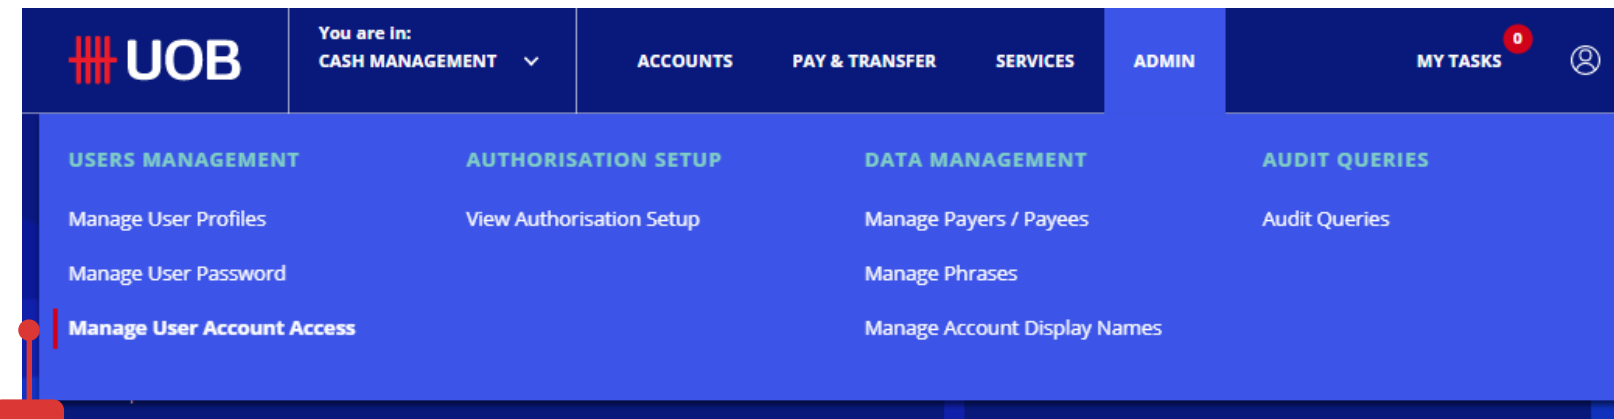 UOB
You are in:
CASH MANAGEMENT
ACCOUNTS
PAY & TRANSFER
SERVICES
ADMIN
MY TASKS
0
USERS MANAGEMENT
Manage User Profiles
Manage User Password
Manage User Account Access
AUTHORISATION SETUP
View Authorisation Setup
DATA MANAGEMENT
Manage Payers / Payees
Manage Phrases
Manage Account Display Names
AUDIT QUERIES
Audit Queries